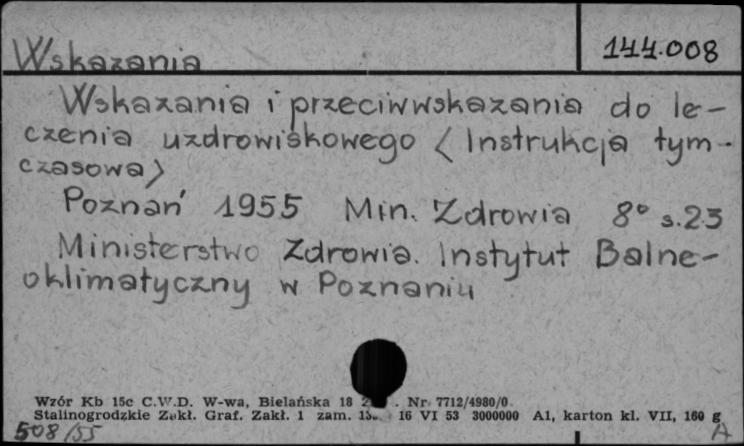 Wskazania
144.008
Wskazania i przeciwwskazania do le-
czenia uzdrowiskowego <Instrukcja tym-
czasowa>
Poznań 1955 Min. Zdrowia 8° s.23
Ministerstwo Zdrowia. Instytut Balne-
oklimatyczny w Poznaniu
Wzór Kb 15c C.W.D. W-wa, Bielańska 18 . Nr 7712/4980/0
Stalinogrodzkie Zakł. Graf. Zakł. 1 zam. 16 VI 53 3000000 A1, karton kl. VII, 160 g
508/55
A